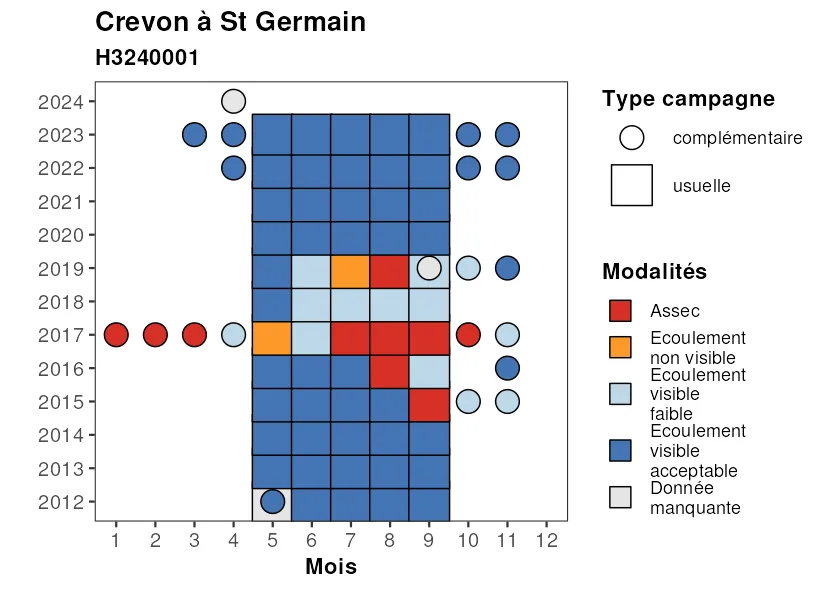 Crevon à St Germain
H3240001
2024
2023
2022
2021
2020
2019
2018
2017
2016
2015
2014
2013
2012
1 2 3 4 5 6 7 8 9 10 11 12
Mois
Type campagne
complémentaire
usuelle
Modalités
Assec
Ecoulement
non visible
Ecoulement
visible
faible
Ecoulement
visible
acceptable
Donnée
manquante